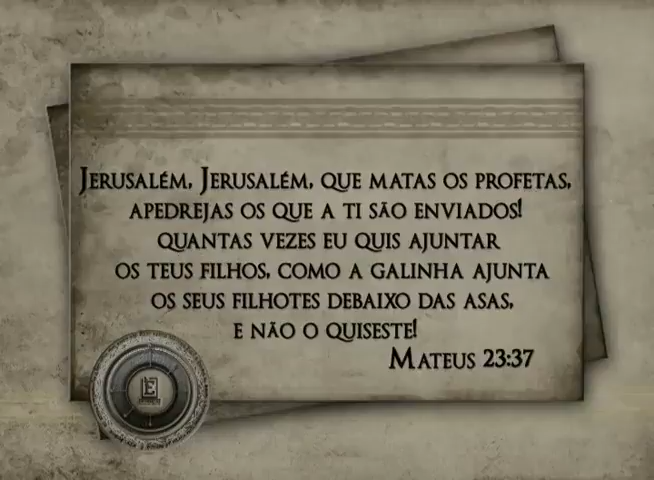 Jerusalém, Jerusalém, que matas os profetas,
apedrejas os que a ti são enviados!
quantas vezes eu quis ajuntar
os teus filhos, como a galinha ajunta
os seus filhotes debaixo das asas,
e não o quiseste!
Mateus 23:37
E